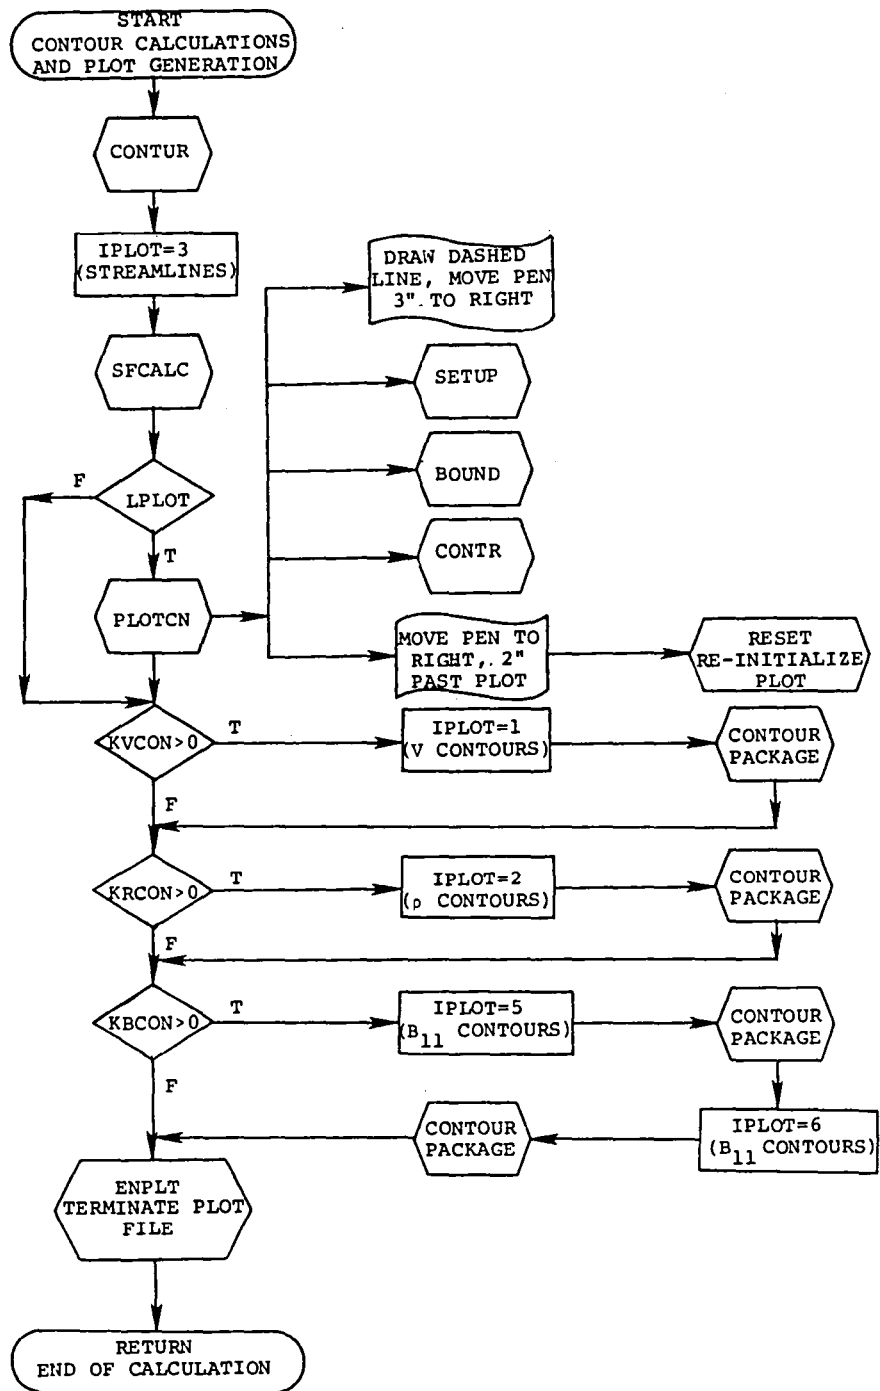 START
CONTOUR CALCULATIONS
AND PLOT GENERATION
CONTUR
IPLOT=3
(STREAMLINES)
SFCALC
F
LPLOT
T
PLOTCN
DRAW DASHED
LINE, MOVE PEN
3". TO RIGHT
SETUP
BOUND
CONTR
MOVE PEN TO
RIGHT,. 2"
PAST PLOT
RESET
RE-INITIALIZE
PLOT
KVCON>0
T
IPLOT=1
(V CONTOURS)
CONTOUR
PACKAGE
F
KRCON>0
T
IPLOT=2
(ρ CONTOURS)
CONTOUR
PACKAGE
F
KBCON>0
T
IPLOT=5
(B11 CONTOURS)
CONTOUR
PACKAGE
F
IPLOT=6
(B11 CONTOURS)
CONTOUR
PACKAGE
ENPLT
TERMINATE PLOT
FILE
RETURN
END OF CALCULATION